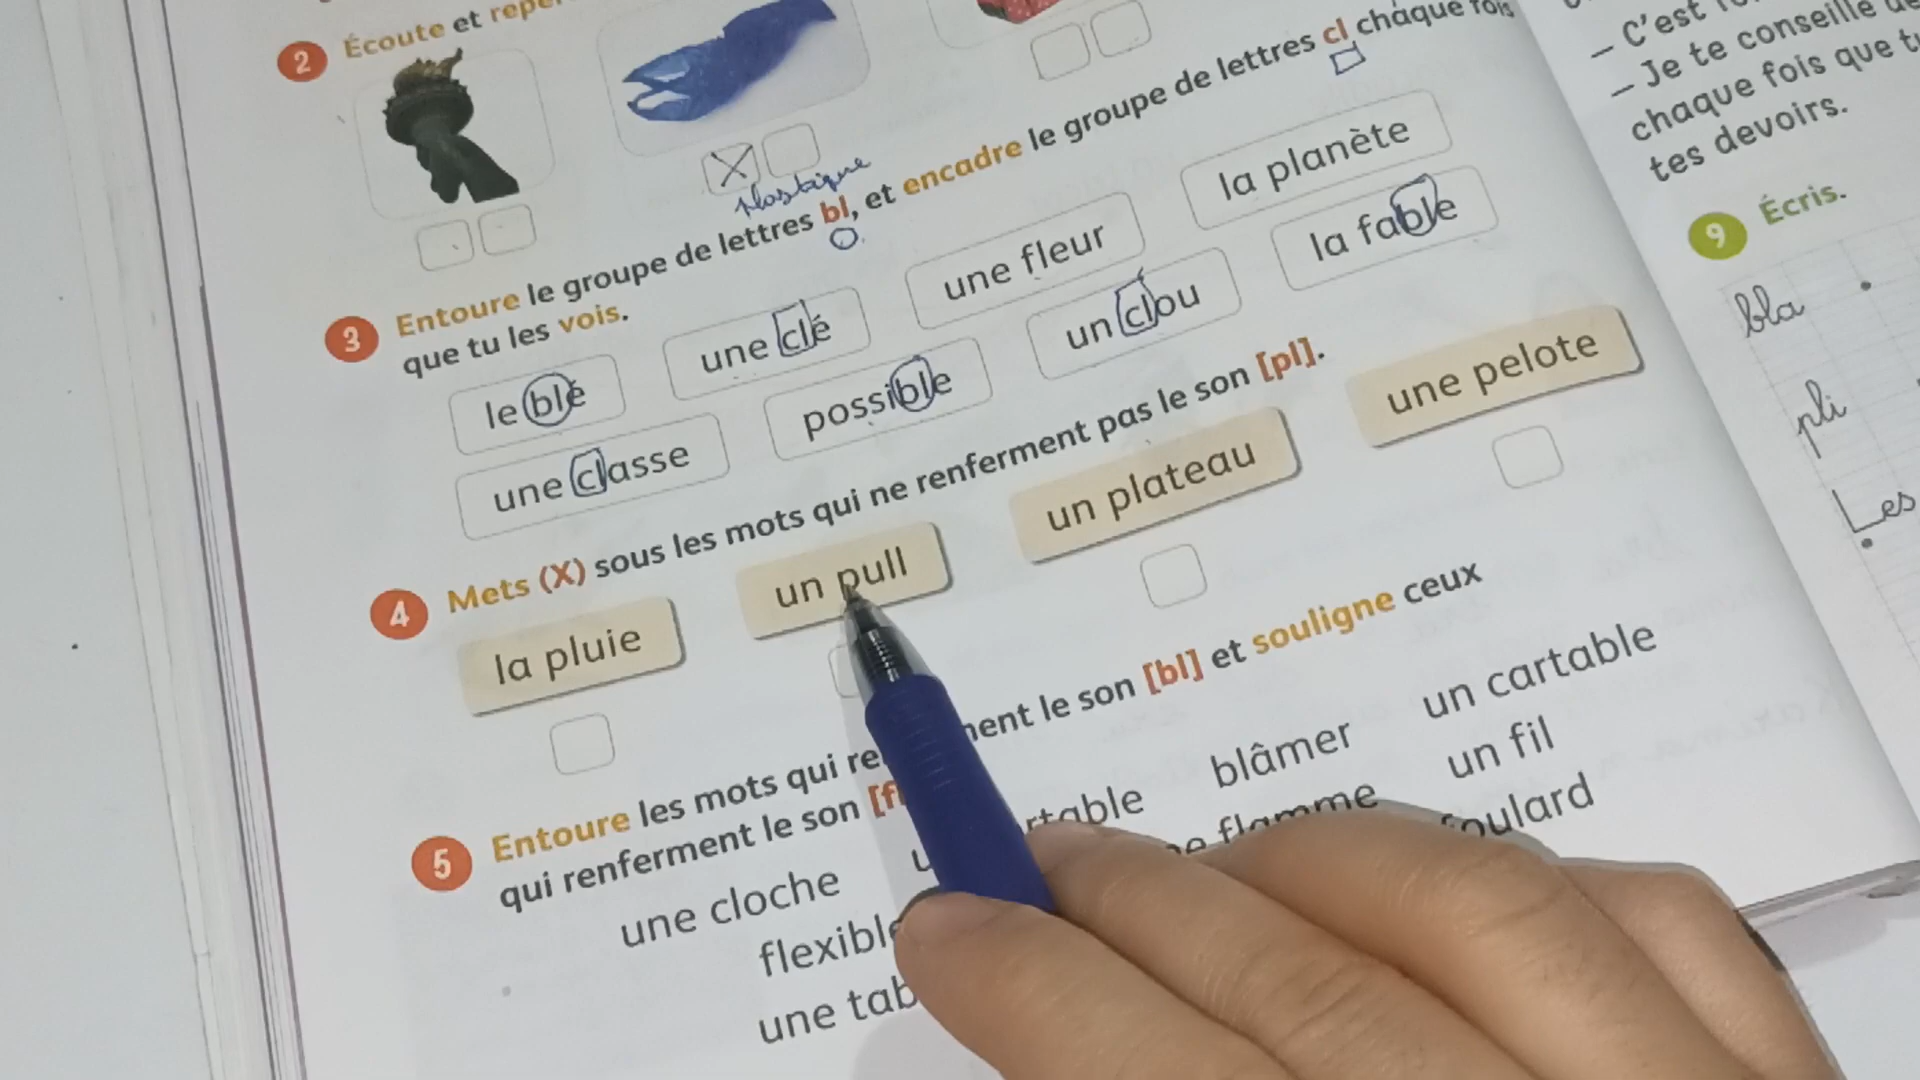 2 Écoute et
plastique
3 Entoure le groupe de lettres bl, et encadre le groupe de lettres cl chaque fois
que tu les vois.
le blé
une clé
une fleur
la planète
une classe
possible
un clou
la fable
4 Mets (X) sous les mots qui ne renferment pas le son [pl].
la pluie
un pull
un plateau
une pelote
5 Entoure les mots qui le son [bl] et souligne ceux
qui renferment le son
une cloche blâmer un cartable
flamme un fil
une
– C'est
– Je te conseille
chaque fois que
tes devoirs.
9 Écris.
bla
pli
Les